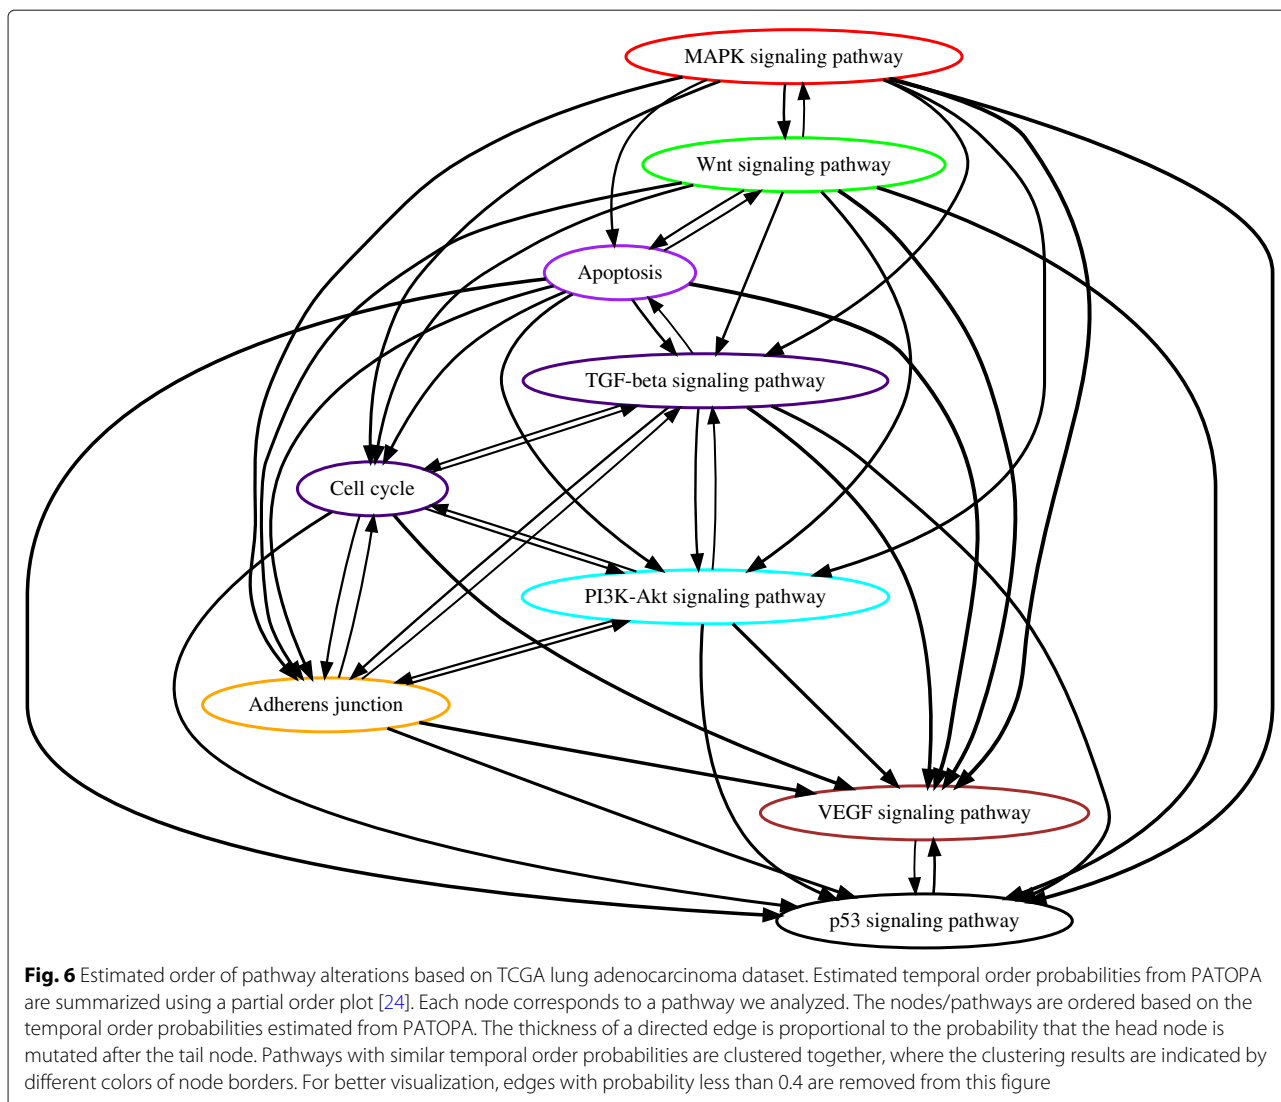 MAPK signaling pathway
Wnt signaling pathway
Apoptosis
TGF-beta signaling pathway
Cell cycle
PI3K-Akt signaling pathway
Adherens junction
VEGF signaling pathway
p53 signaling pathway
Fig. 6 Estimated order of pathway alterations based on TCGA lung adenocarcinoma dataset. Estimated temporal order probabilities from PATOPA
are summarized using a partial order plot [24]. Each node corresponds to a pathway we analyzed. The nodes/pathways are ordered based on the
temporal order probabilities estimated from PATOPA. The thickness of a directed edge is proportional to the probability that the head node is
mutated after the tail node. Pathways with similar temporal order probabilities are clustered together, where the clustering results are indicated by
different colors of node borders. For better visualization, edges with probability less than 0.4 are removed from this figure